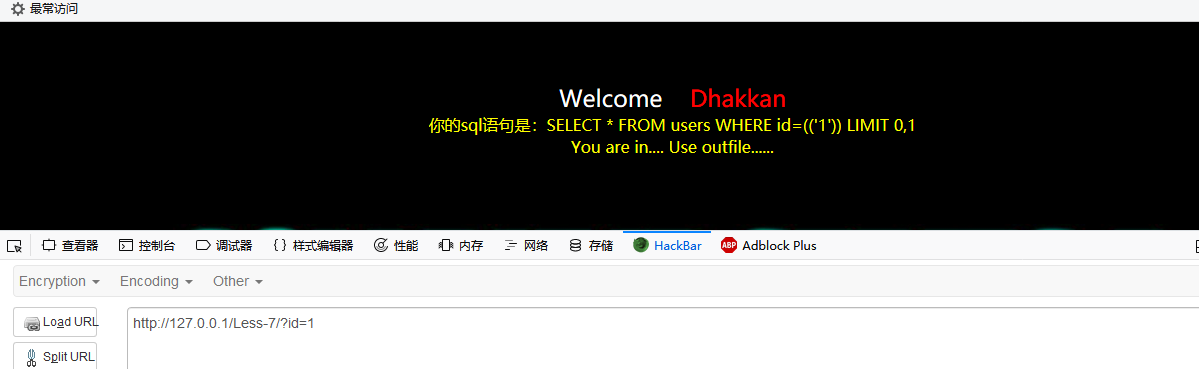 最常访问
Welcome Dhakkan
你的sql语句是：SELECT * FROM users WHERE id=(('1')) LIMIT 0,1
You are in.... Use outfile......
查看器 控制台 调试器 {} 样式编辑器 性能 内存 网络 存储 HackBar ABP Adblock Plus
Encryption Encoding Other
Load URL http://127.0.0.1/Less-7/?id=1
Split URL